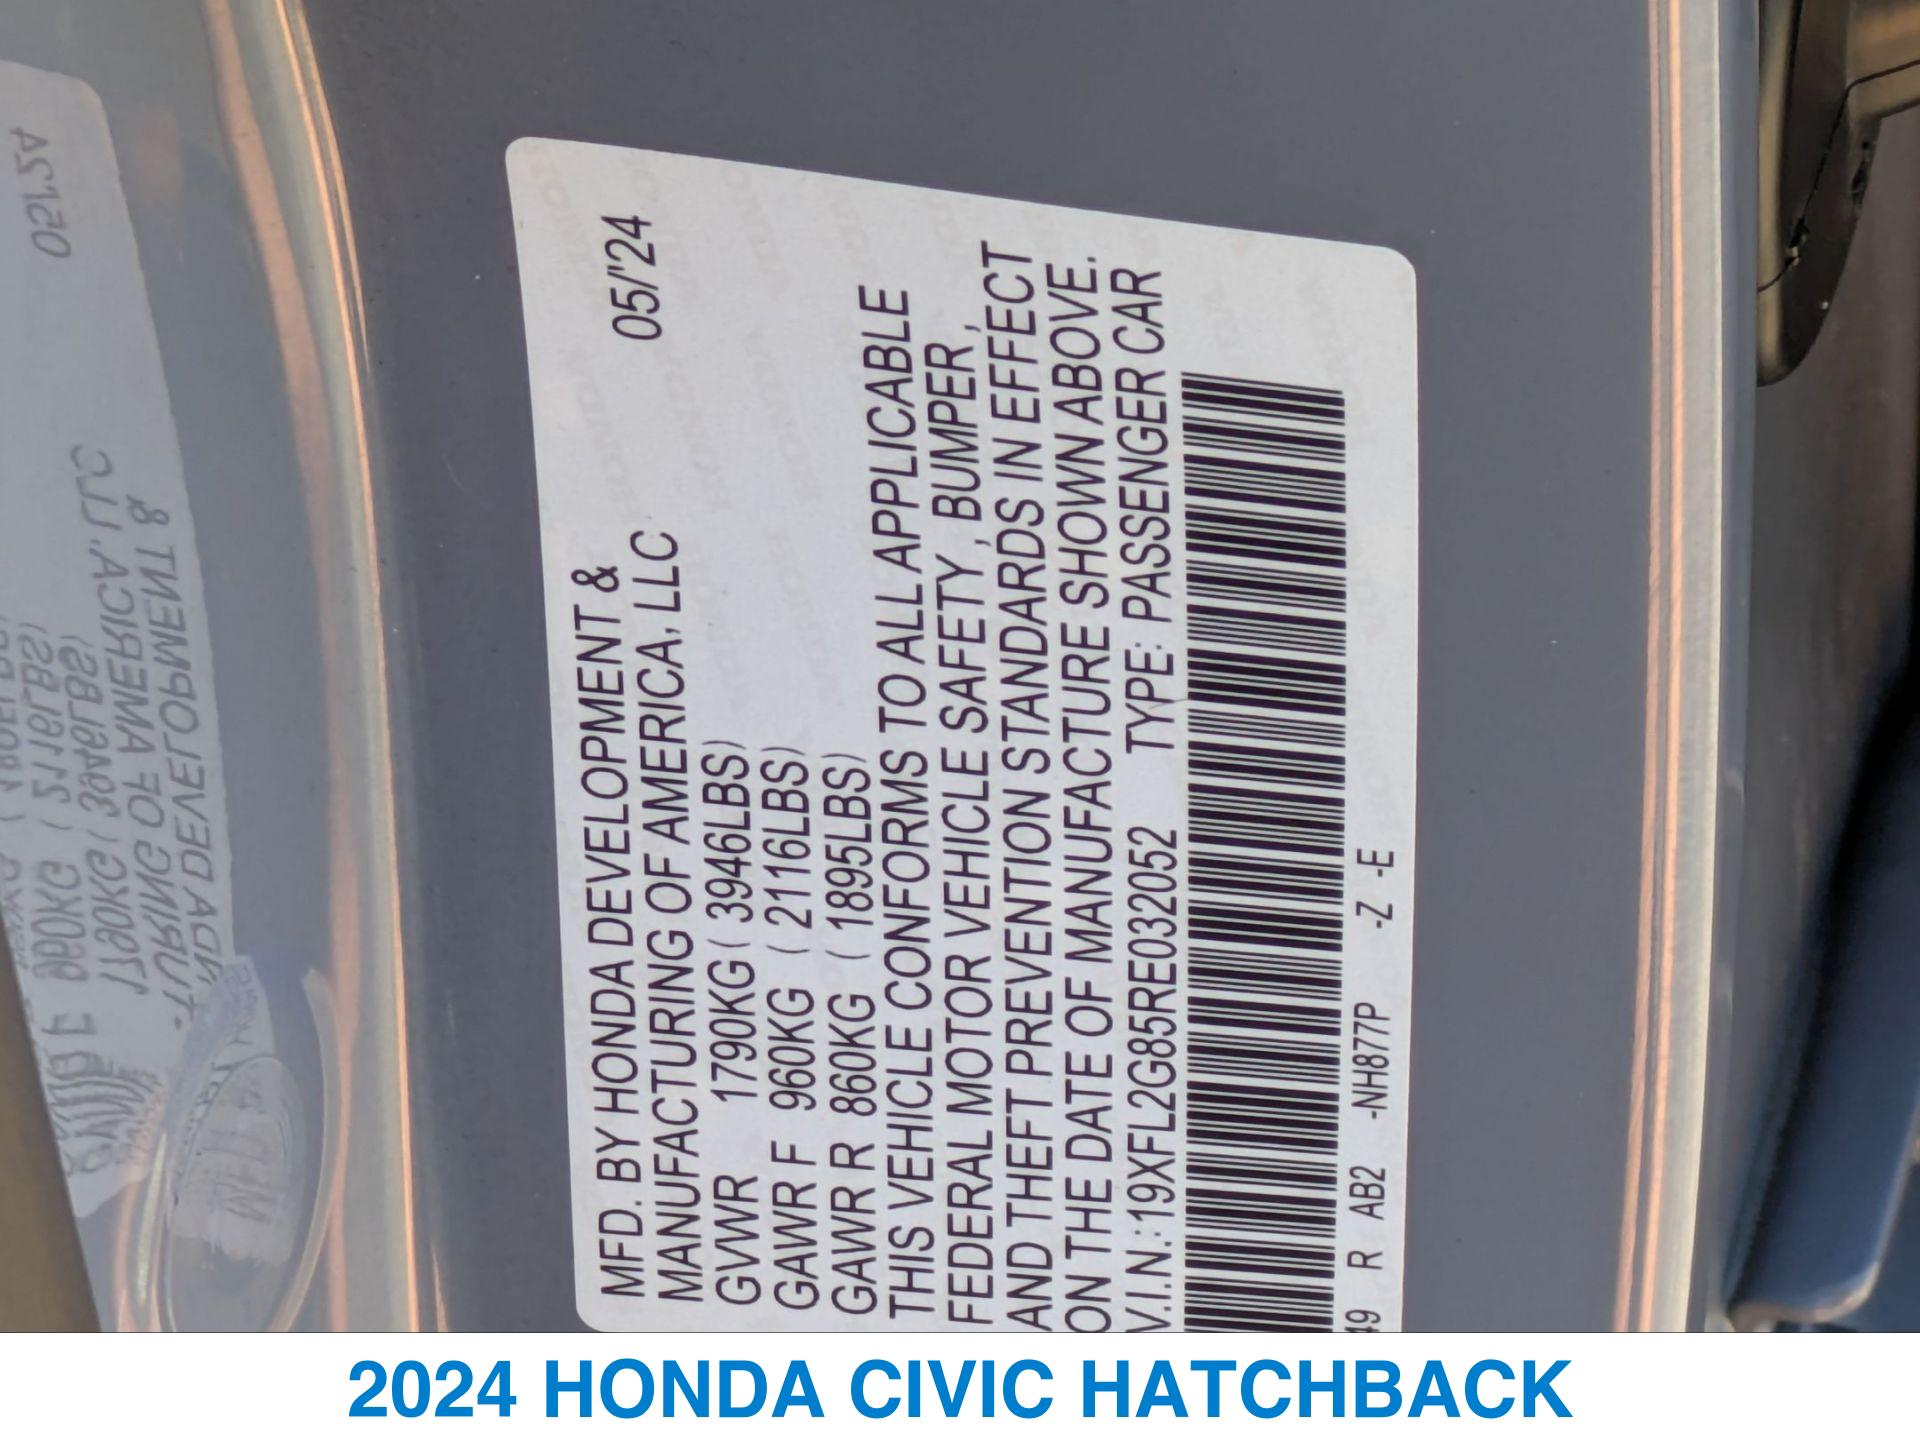 MFD. BY HONDA DEVELOPMENT & 05/'24
MANUFACTURING OF AMERICA, LLC
GVWR 1790KG ( 3946LBS)
GAWR F 960KG ( 2116LBS)
GAWR R 860KG ( 1895LBS)
THIS VEHICLE CONFORMS TO ALL APPLICABLE
FEDERAL MOTOR VEHICLE SAFETY , BUMPER ,
AND THEFT PREVENTION STANDARDS IN EFFECT
ON THE DATE OF MANUFACTURE SHOWN ABOVE.
V.I.N.:19XFL2G85RE032052 TYPE: PASSENGER CAR
49 R AB2 -NH877P -Z -E
2024 HONDA CIVIC HATCHBACK